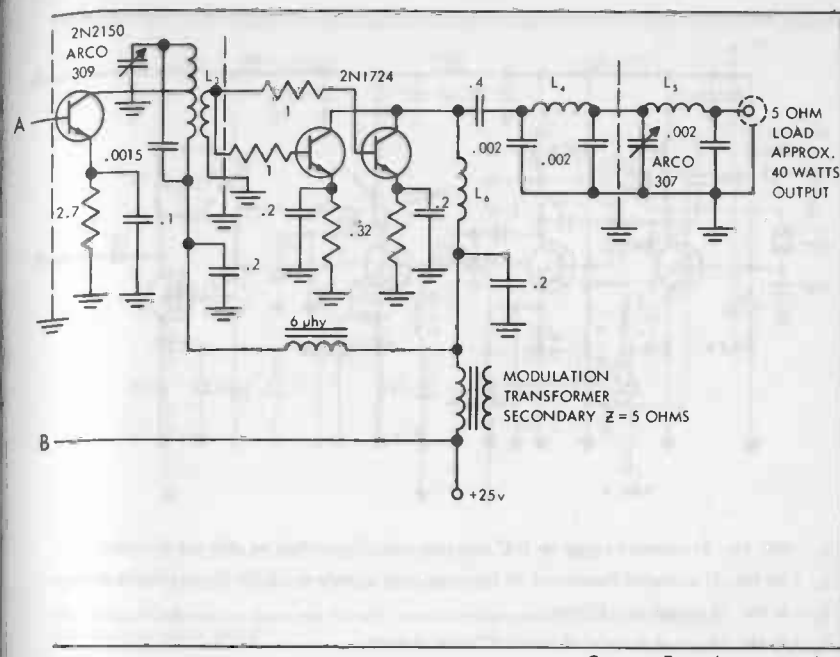 2N2150
ARCO
309
A
L3
1
2N1724
1
.0015
2.7
.1
.2
.2
.32
.2
6 μhy
L6
.2
.4
L4
L5
.002
.002
.002
ARCO
307
5 OHM
LOAD
APPROX.
40 WATTS
OUTPUT
MODULATION
TRANSFORMER
SECONDARY Z = 5 OHMS
B
+25v